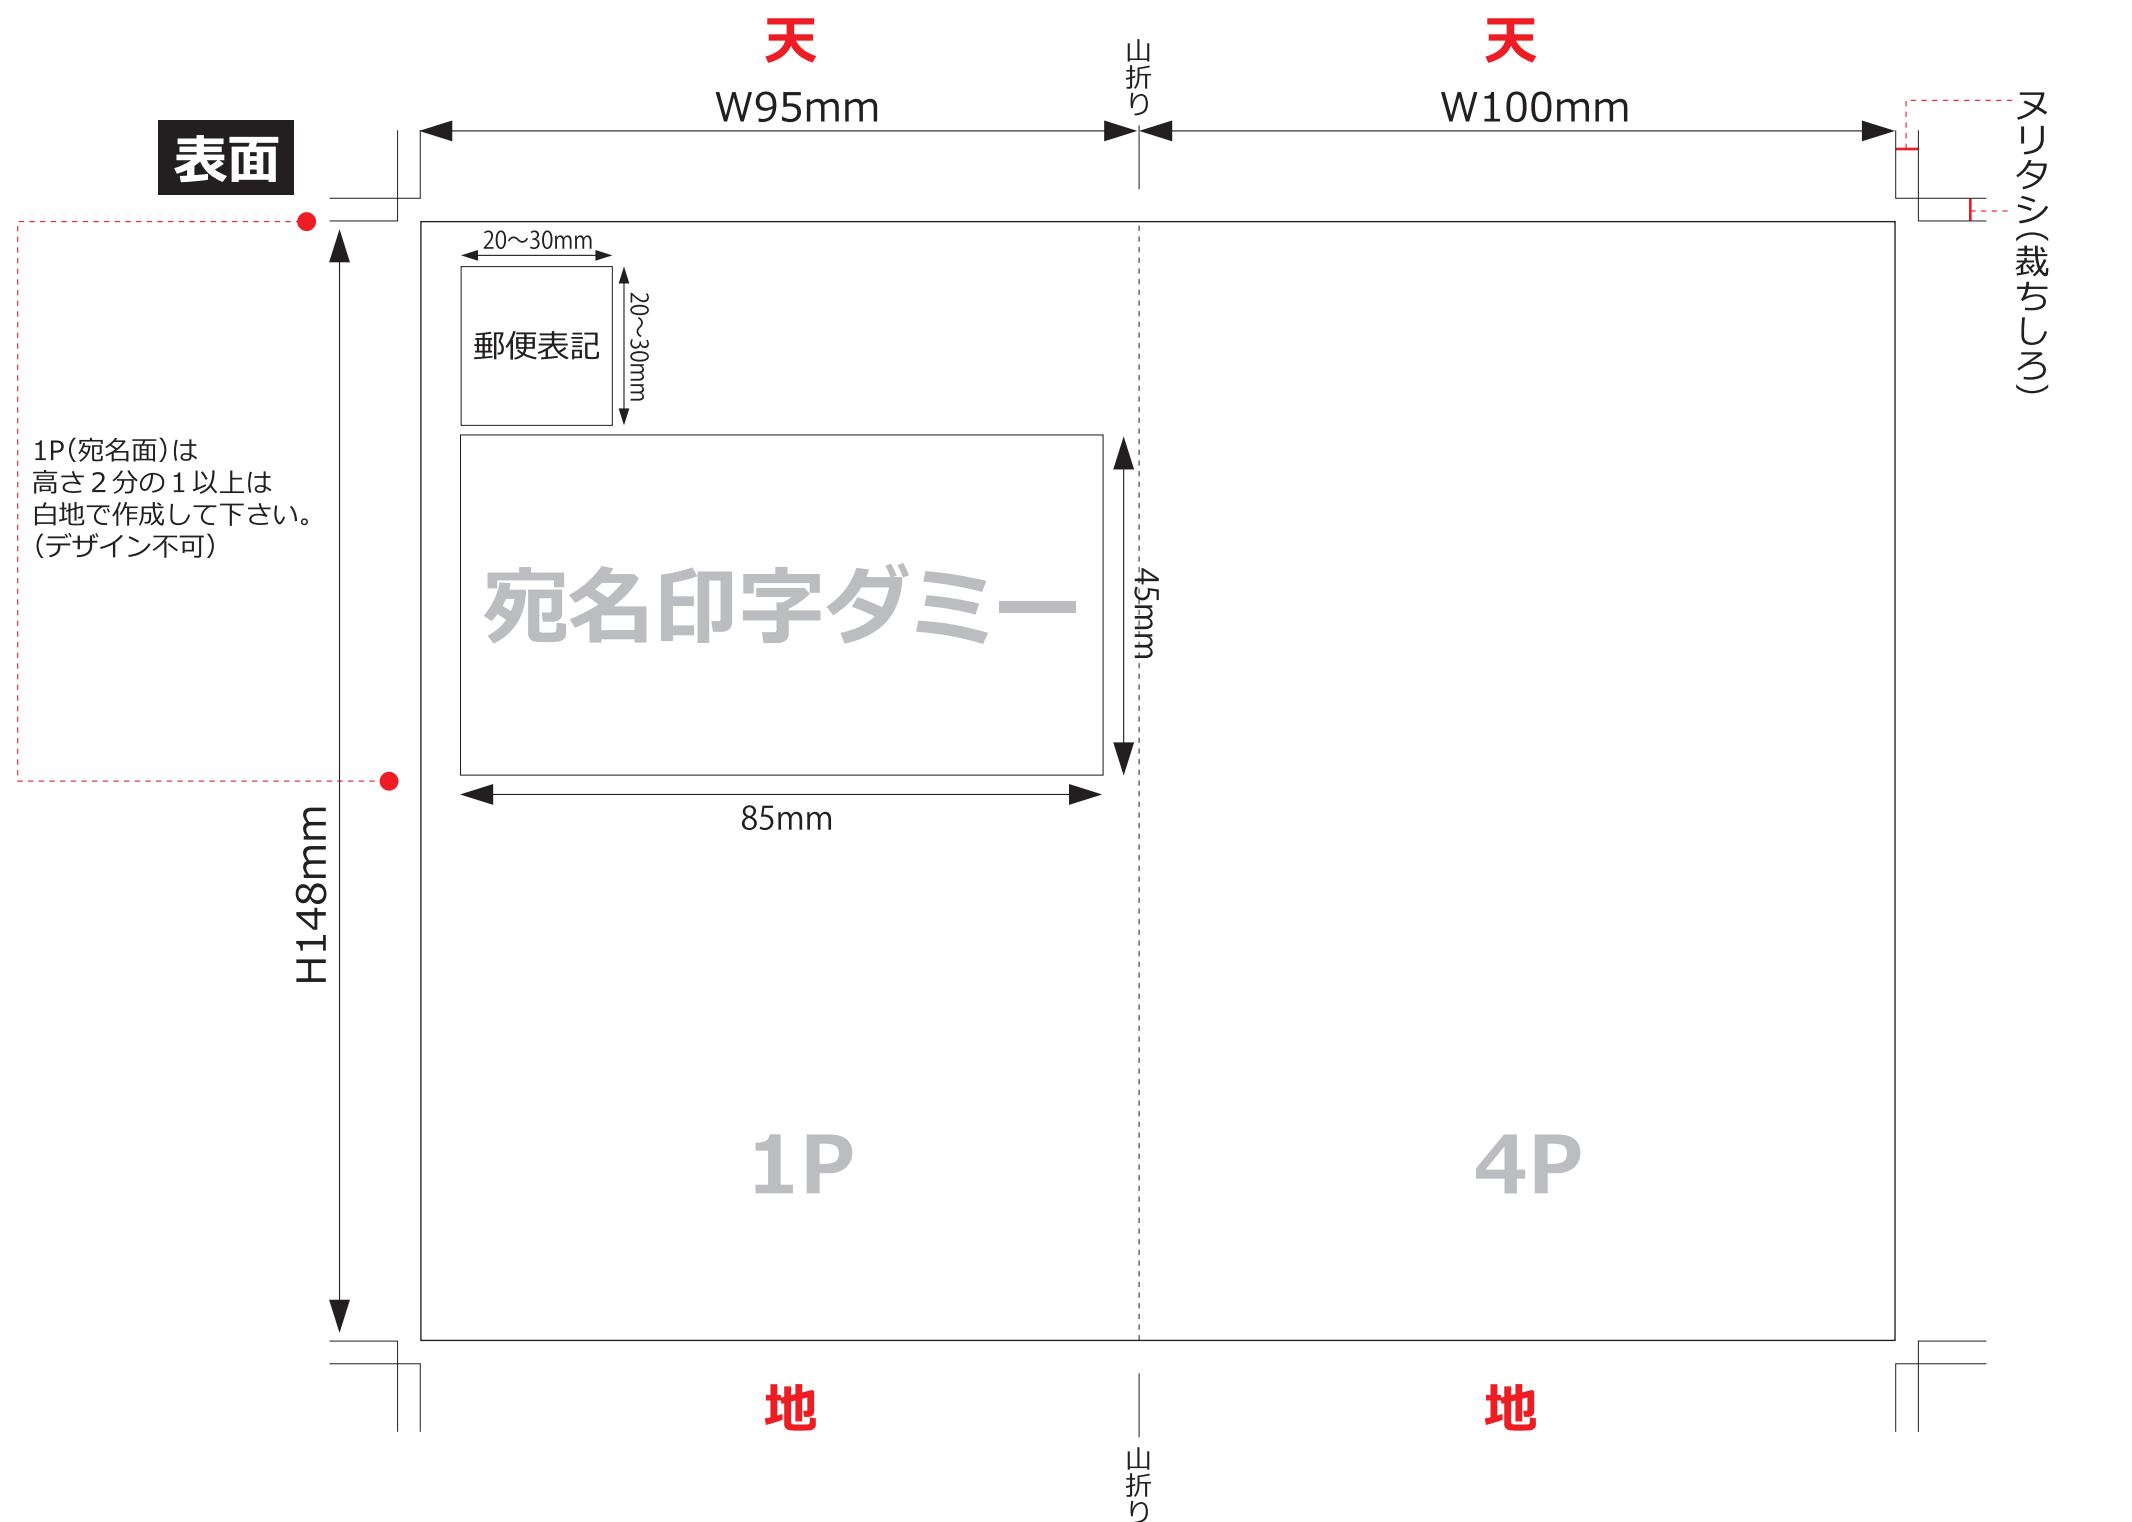 天
天
山折り
W95mm
W100mm
表面
ヌリタシ（裁ちしろ）
20〜30mm
20〜30mm
郵便表記
1P（宛名面）は
高さ２分の１以上は
白地で作成して下さい。
（デザイン不可）
宛名印字ダミー
45mm
85mm
H148mm
1P
4P
地
地
山折り